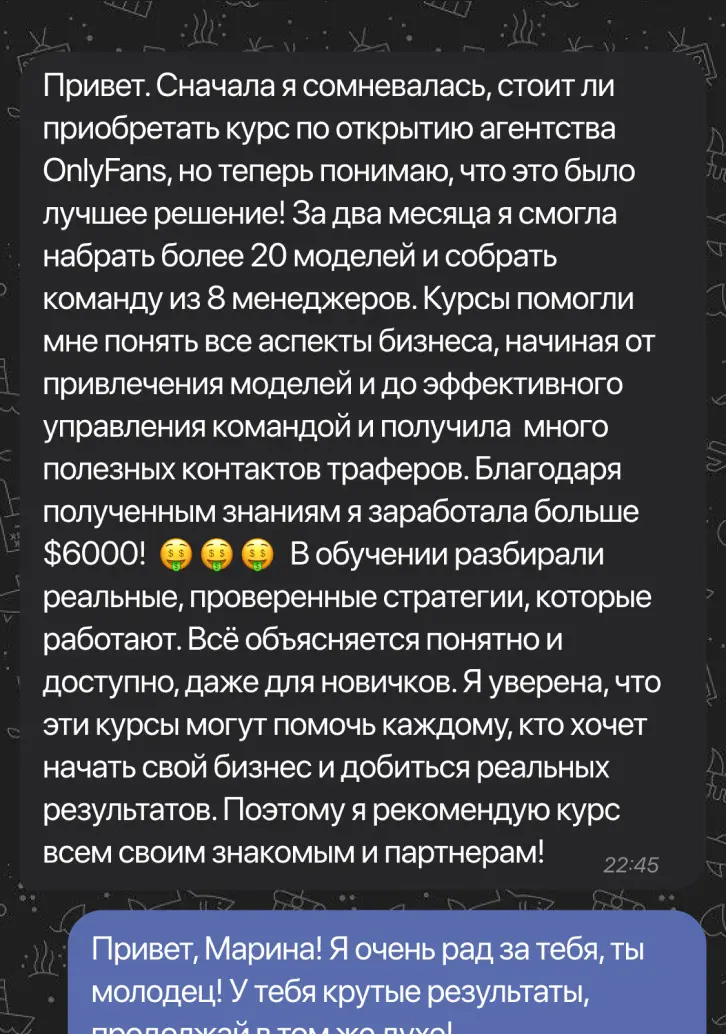 Привет. Сначала я сомневалась, стоит ли
приобретать курс по открытию агентства
OnlyFans, но теперь понимаю, что это было
лучшее решение! За два месяца я смогла
набрать более 20 моделей и собрать
команду из 8 менеджеров. Курсы помогли
мне понять все аспекты бизнеса, начиная от
привлечения моделей и до эффективного
управления командой и получила  много
полезных контактов траферов. Благодаря
полученным знаниям я заработала больше
$6000! 🤑 🤑 🤑  В обучении разбирали
реальные, проверенные стратегии, которые
работают. Всё объясняется понятно и
доступно, даже для новичков. Я уверена, что
эти курсы могут помочь каждому, кто хочет
начать свой бизнес и добиться реальных
результатов. Поэтому я рекомендую курс
всем своим знакомым и партнерам!
22:45
Привет, Марина! Я очень рад за тебя, ты
молодец! У тебя крутые результаты,
продолжай в том же духе!